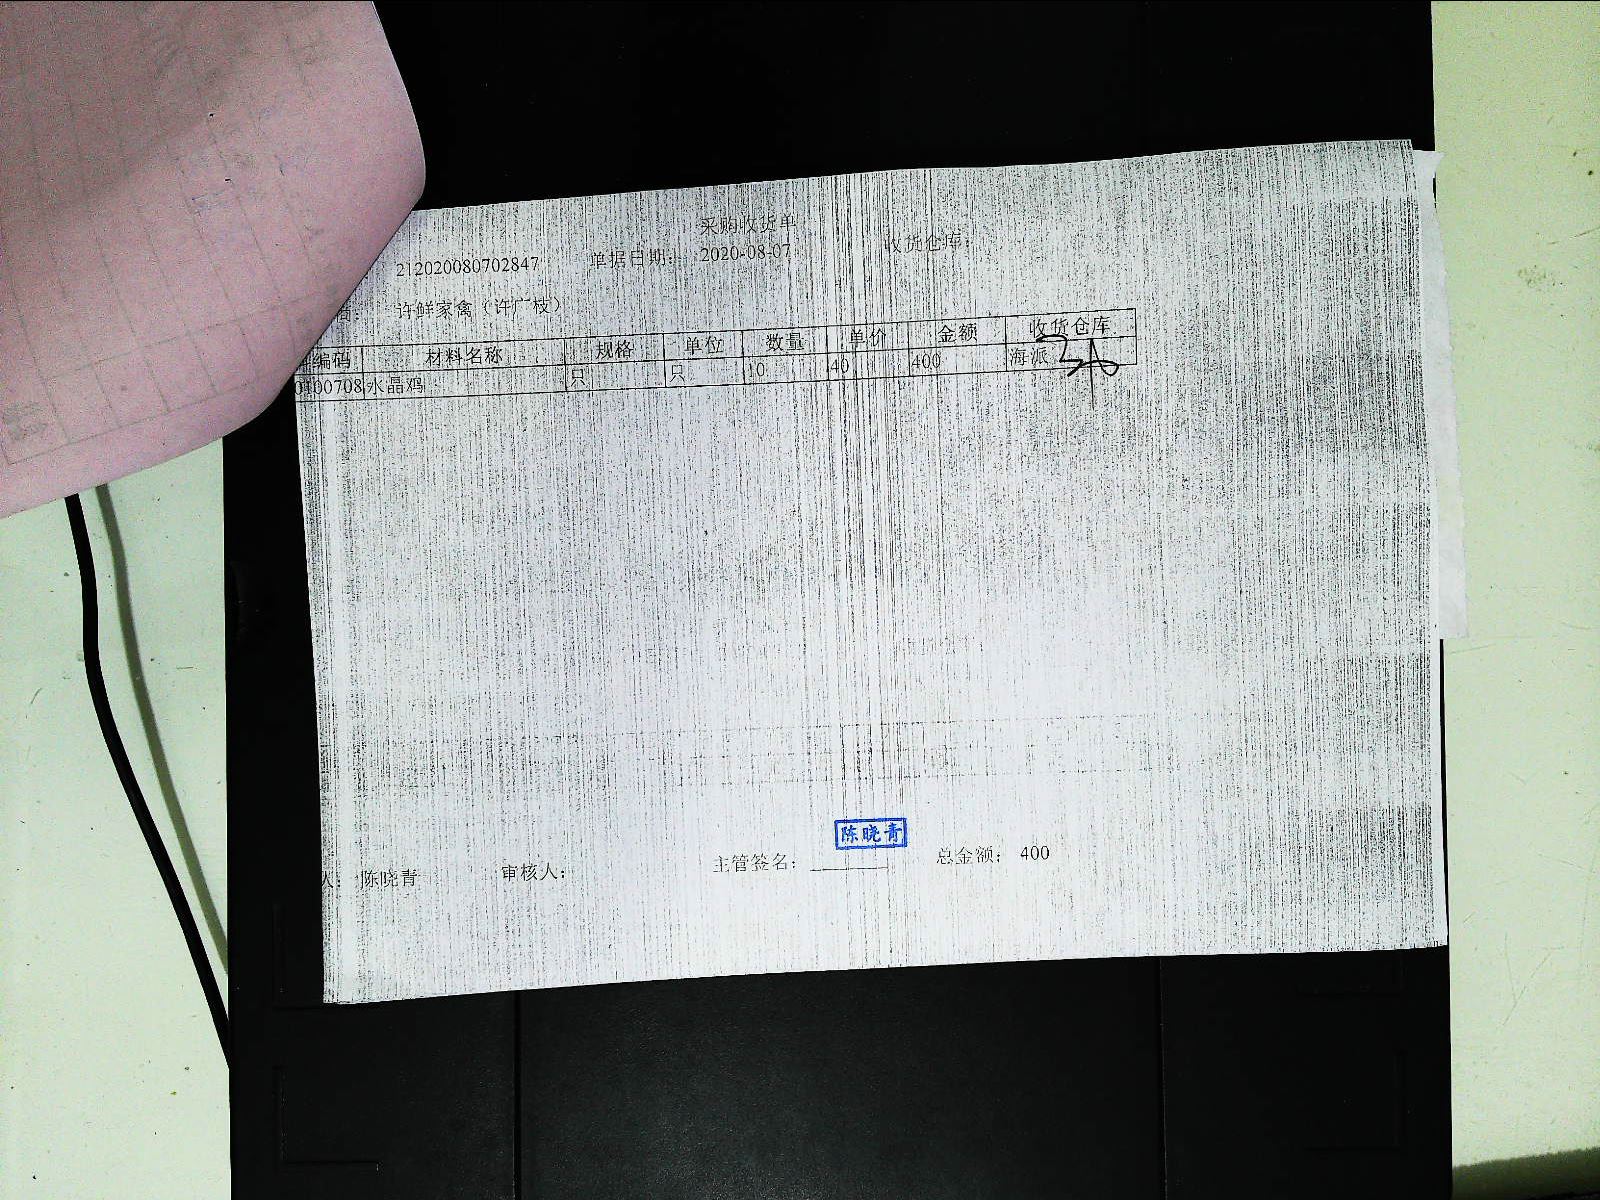 采购收货单
212020080702847 单据日期： 2020-08-07 收货仓库：
商： 许鲜家禽（许广枝）
编码 材料名称 规格 单位 数量 单价 金额 收货仓库
0100708 水晶鸡 只 只 10 40 400 海派
陈晓青
人： 陈晓青 审核人： 主管签名： 总金额： 400